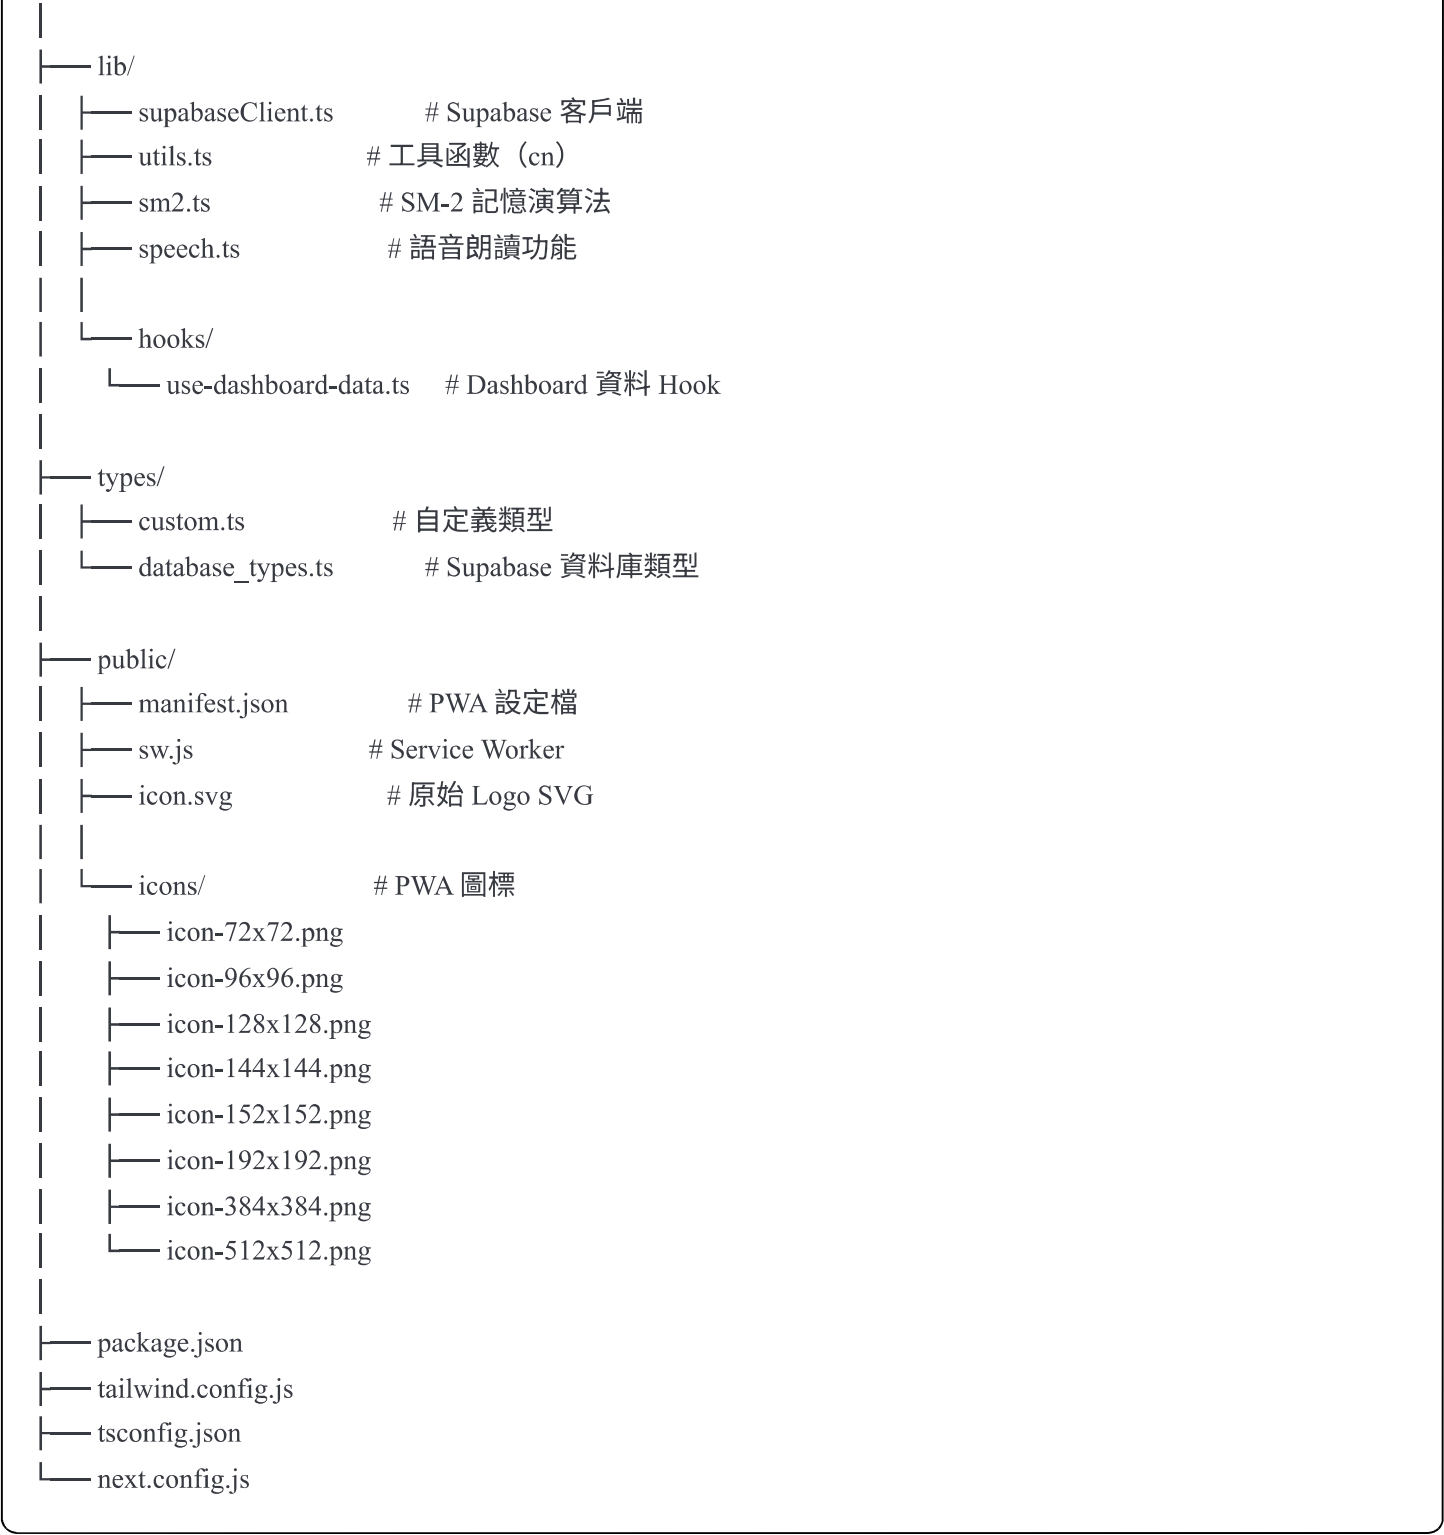 │
├── lib/
│   ├── supabaseClient.ts # Supabase 客戶端
│   ├── utils.ts # 工具函數（cn）
│   ├── sm2.ts # SM-2 記憶演算法
│   ├── speech.ts # 語音朗讀功能
│   │
│   └── hooks/
│       └── use-dashboard-data.ts # Dashboard 資料 Hook
│
├── types/
│   ├── custom.ts # 自定義類型
│   └── database_types.ts # Supabase 資料庫類型
│
├── public/
│   ├── manifest.json # PWA 設定檔
│   ├── sw.js # Service Worker
│   ├── icon.svg # 原始 Logo SVG
│   │
│   └── icons/ # PWA 圖標
│       ├── icon-72x72.png
│       ├── icon-96x96.png
│       ├── icon-128x128.png
│       ├── icon-144x144.png
│       ├── icon-152x152.png
│       ├── icon-192x192.png
│       ├── icon-384x384.png
│       └── icon-512x512.png
│
├── package.json
├── tailwind.config.js
├── tsconfig.json
└── next.config.js